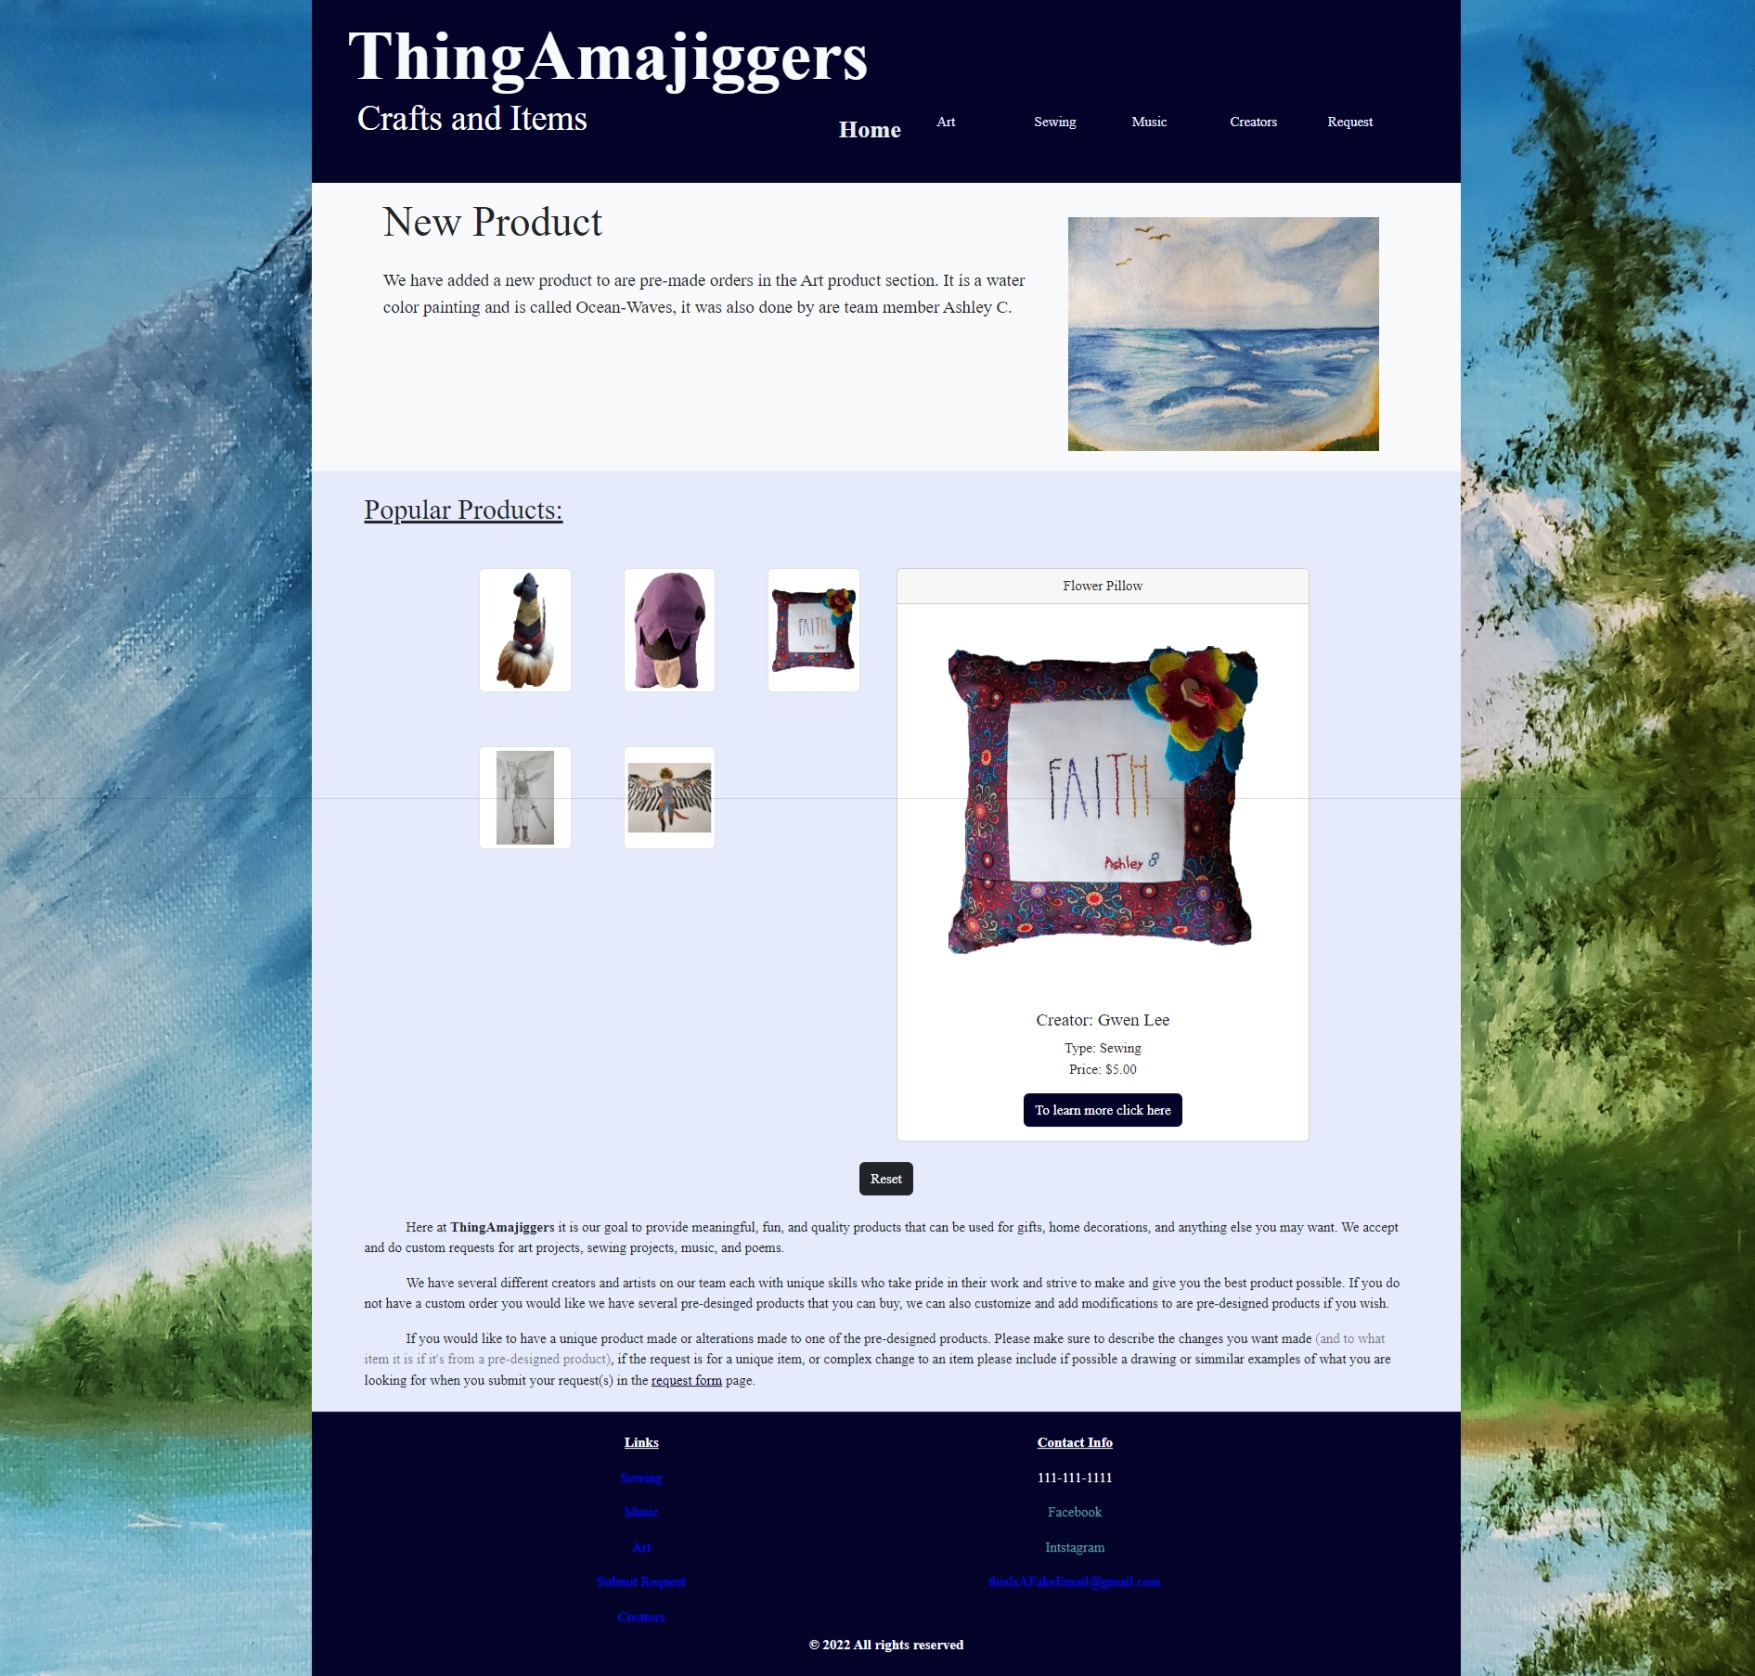 ThingAmajiggers
Crafts and Items
Home
Art
Sewing
Music
Creators
Request
New Product
We have added a new product to are pre-made orders in the Art product section. It is a water
color painting and is called Ocean-Waves, it was also done by are team member Ashley C.
Popular Products:
FAITH
Ashley 8
Flower Pillow
FAITH
Ashley 8
Creator: Gwen Lee
Type: Sewing
Price: $5.00
To learn more click here
Reset
Here at ThingAmajiggers it is our goal to provide meaningful, fun, and quality products that can be used for gifts, home decorations, and anything else you may want. We accept
and do custom requests for art projects, sewing projects, music, and poems.
We have several different creators and artists on our team each with unique skills who take pride in their work and strive to make and give you the best product possible. If you do
not have a custom order you would like we have several pre-desinged products that you can buy, we can also customize and add modifications to are pre-designed products if you wish.
If you would like to have a unique product made or alterations made to one of the pre-designed products. Please make sure to describe the changes you want made (and to what
item it is if it's from a pre-designed product), if the request is for a unique item, or complex change to an item please include if possible a drawing or simmilar examples of what you are
looking for when you submit your request(s) in the request form page.
Links
Sewing
Music
Art
Submit Request
Creators
Contact Info
111-111-1111
Facebook
Intstagram
thisIsAFakeEmail@gmail.com
© 2022 All rights reserved